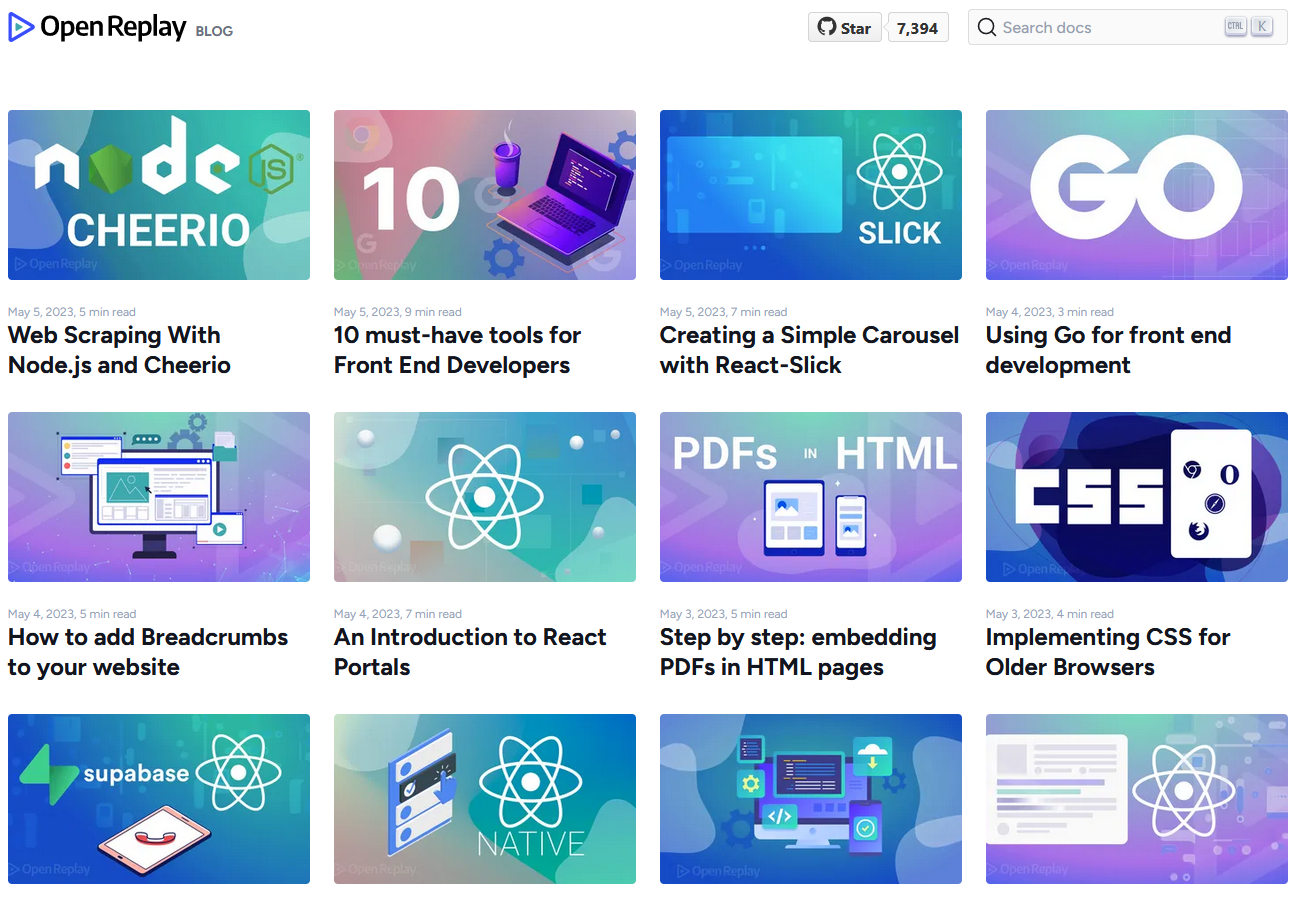 OpenReplay BLOG
Star 7,394
Search docs CTRL K
node JS
CHEERIO
OpenReplay
10
OpenReplay
SLICK
OpenReplay
GO
OpenReplay
May 5, 2023, 5 min read
Web Scraping With
Node.js and Cheerio
May 5, 2023, 9 min read
10 must-have tools for
Front End Developers
May 5, 2023, 7 min read
Creating a Simple Carousel
with React-Slick
May 4, 2023, 3 min read
Using Go for front end
development
OpenReplay
OpenReplay
PDFs IN HTML
OpenReplay
CSS
OpenReplay
May 4, 2023, 5 min read
How to add Breadcrumbs
to your website
May 4, 2023, 7 min read
An Introduction to React
Portals
May 3, 2023, 5 min read
Step by step: embedding
PDFs in HTML pages
May 3, 2023, 4 min read
Implementing CSS for
Older Browsers
supabase
OpenReplay
NATIVE
OpenReplay
</>
OpenReplay
OpenReplay